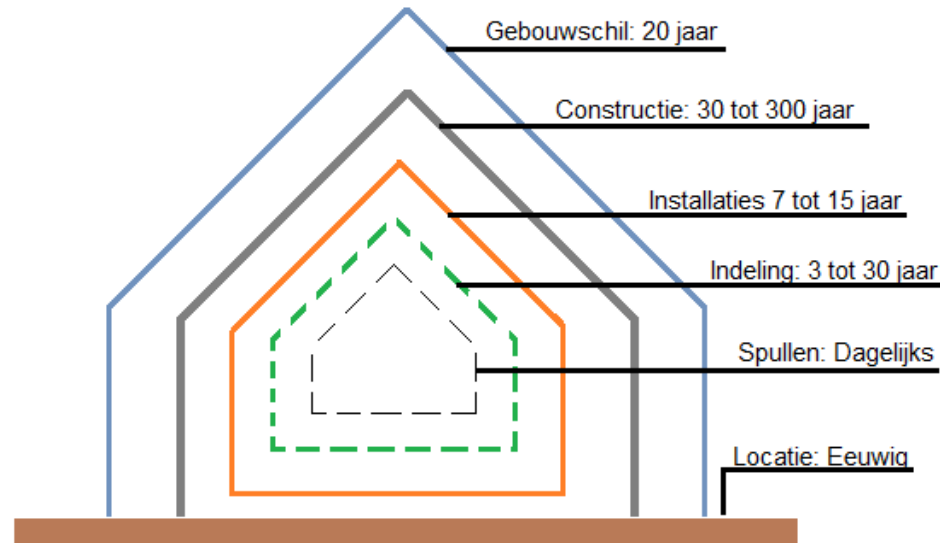 Gebouwschil: 20 jaar
Constructie: 30 tot 300 jaar
Installaties 7 tot 15 jaar
Indeling: 3 tot 30 jaar
Spullen: Dagelijks
Locatie: Eeuwig